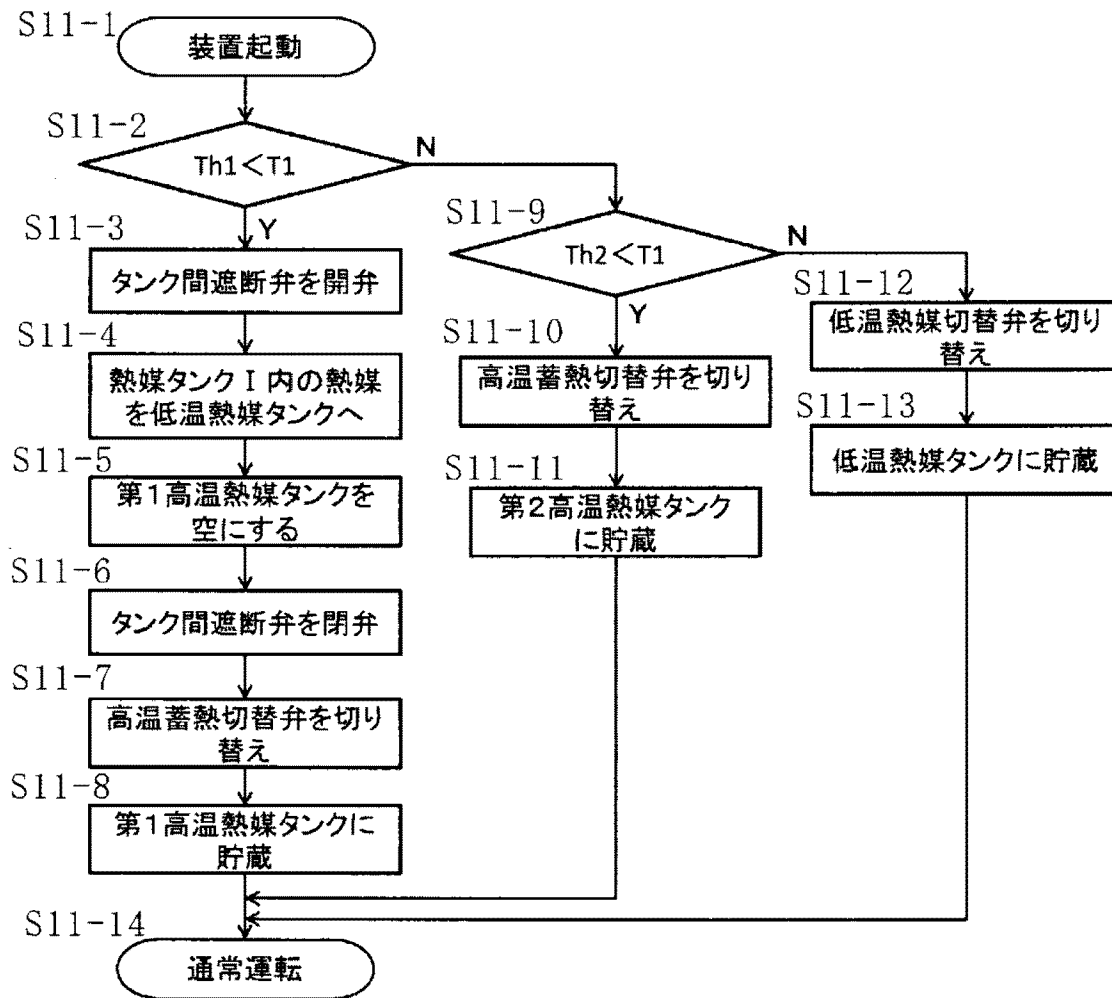 S11-1
装置起動
S11-2
Th1＜T1
N
Y
S11-3
タンク間遮断弁を開弁
S11-4
熱媒タンクⅠ内の熱媒
を低温熱媒タンクへ
S11-5
第1高温熱媒タンクを
空にする
S11-6
タンク間遮断弁を閉弁
S11-7
高温蓄熱切替弁を切り
替え
S11-8
第1高温熱媒タンクに
貯蔵
S11-9
Th2＜T1
N
Y
S11-10
高温蓄熱切替弁を切り
替え
S11-11
第2高温熱媒タンク
に貯蔵
S11-12
低温熱媒切替弁を切り
替え
S11-13
低温熱媒タンクに貯蔵
S11-14
通常運転